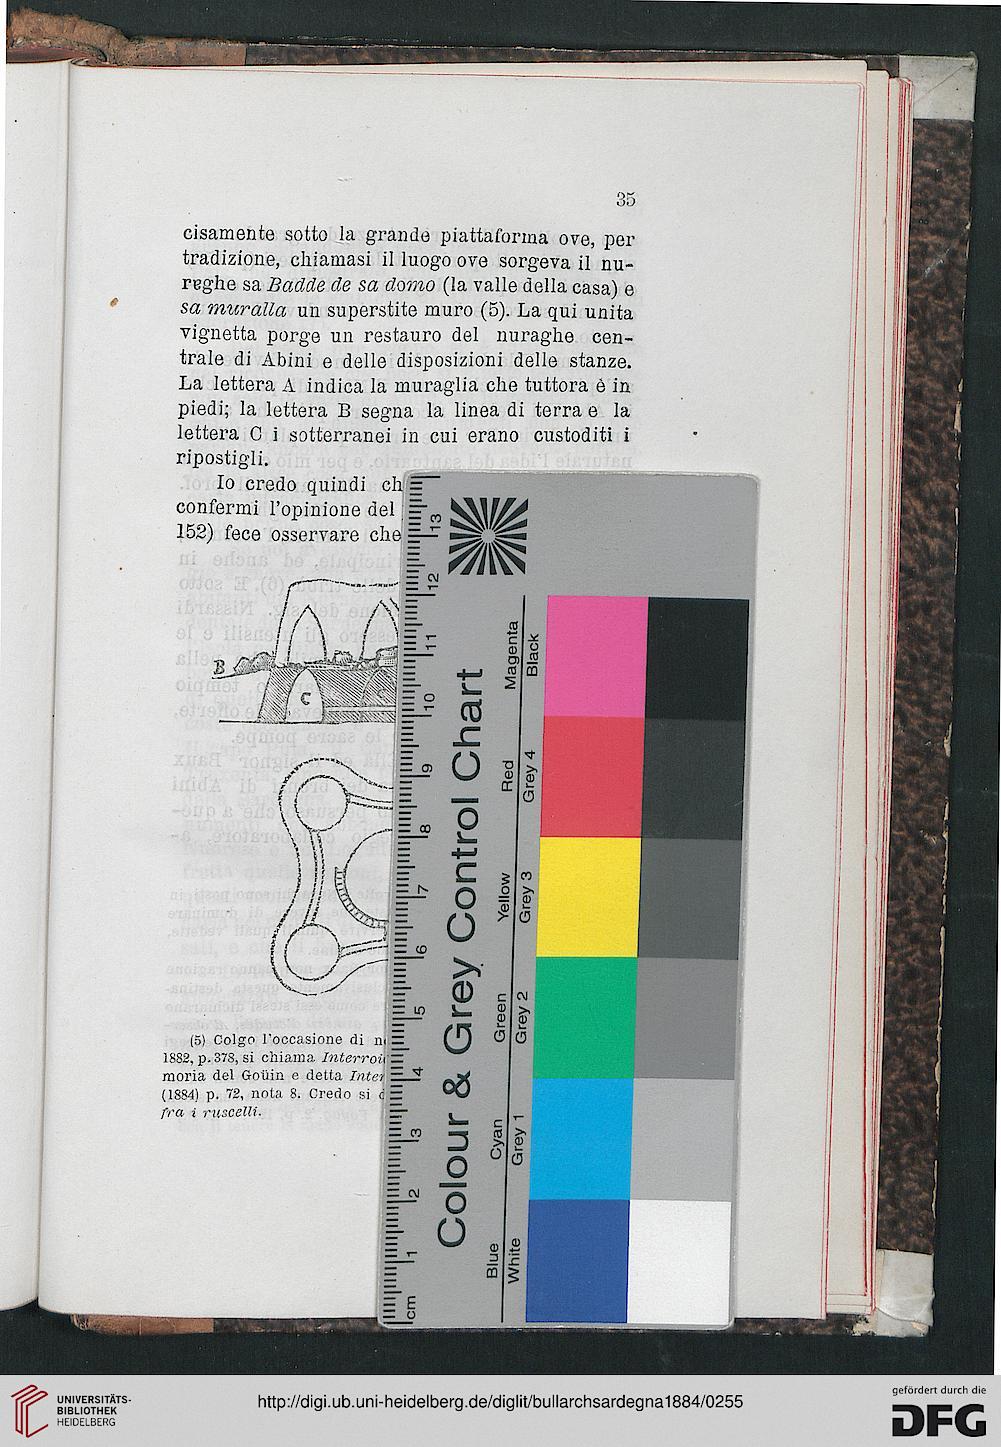 35
cisamente sotto la grande piattaforma ove, per
tradizione, chiamasi il luogo ove sorgeva il nu-
reghe sa Badde de sa domo (la valle della casa) e
sa muralla un superstite muro (5). La qui unita
vignetta porge un restauro del nuraghe cen-
trale di Abini e delle disposizioni delle stanze.
La lettera A indica la muraglia che tuttora è in
piedi; la lettera B segna la linea di terra e la
lettera C i sotterranei in cui erano custoditi i
ripostigli.
Io credo quindi ch
confermi l'opinione del
152) fece osservare che
B
C
(5) Colgo l'occasione di n
1882, p. 378, si chiama Interroi
moria del Goüin e detta Inter
(1884) p. 72, nota 8. Credo si
fra i ruscelli.
Colour & Grey Control Chart
Blue Cyan Green Yellow Red Magenta
White Grey 1 Grey 2 Grey 3 Grey 4 Black
cm 1 2 3 4 5 6 7 8 9 10 11 12 13
UNIVERSITÄTS-
BIBLIOTHEK
HEIDELBERG
http://digi.ub.uni-heidelberg.de/diglit/bullarchsardegna1884/0255
gefördert durch die
DFG